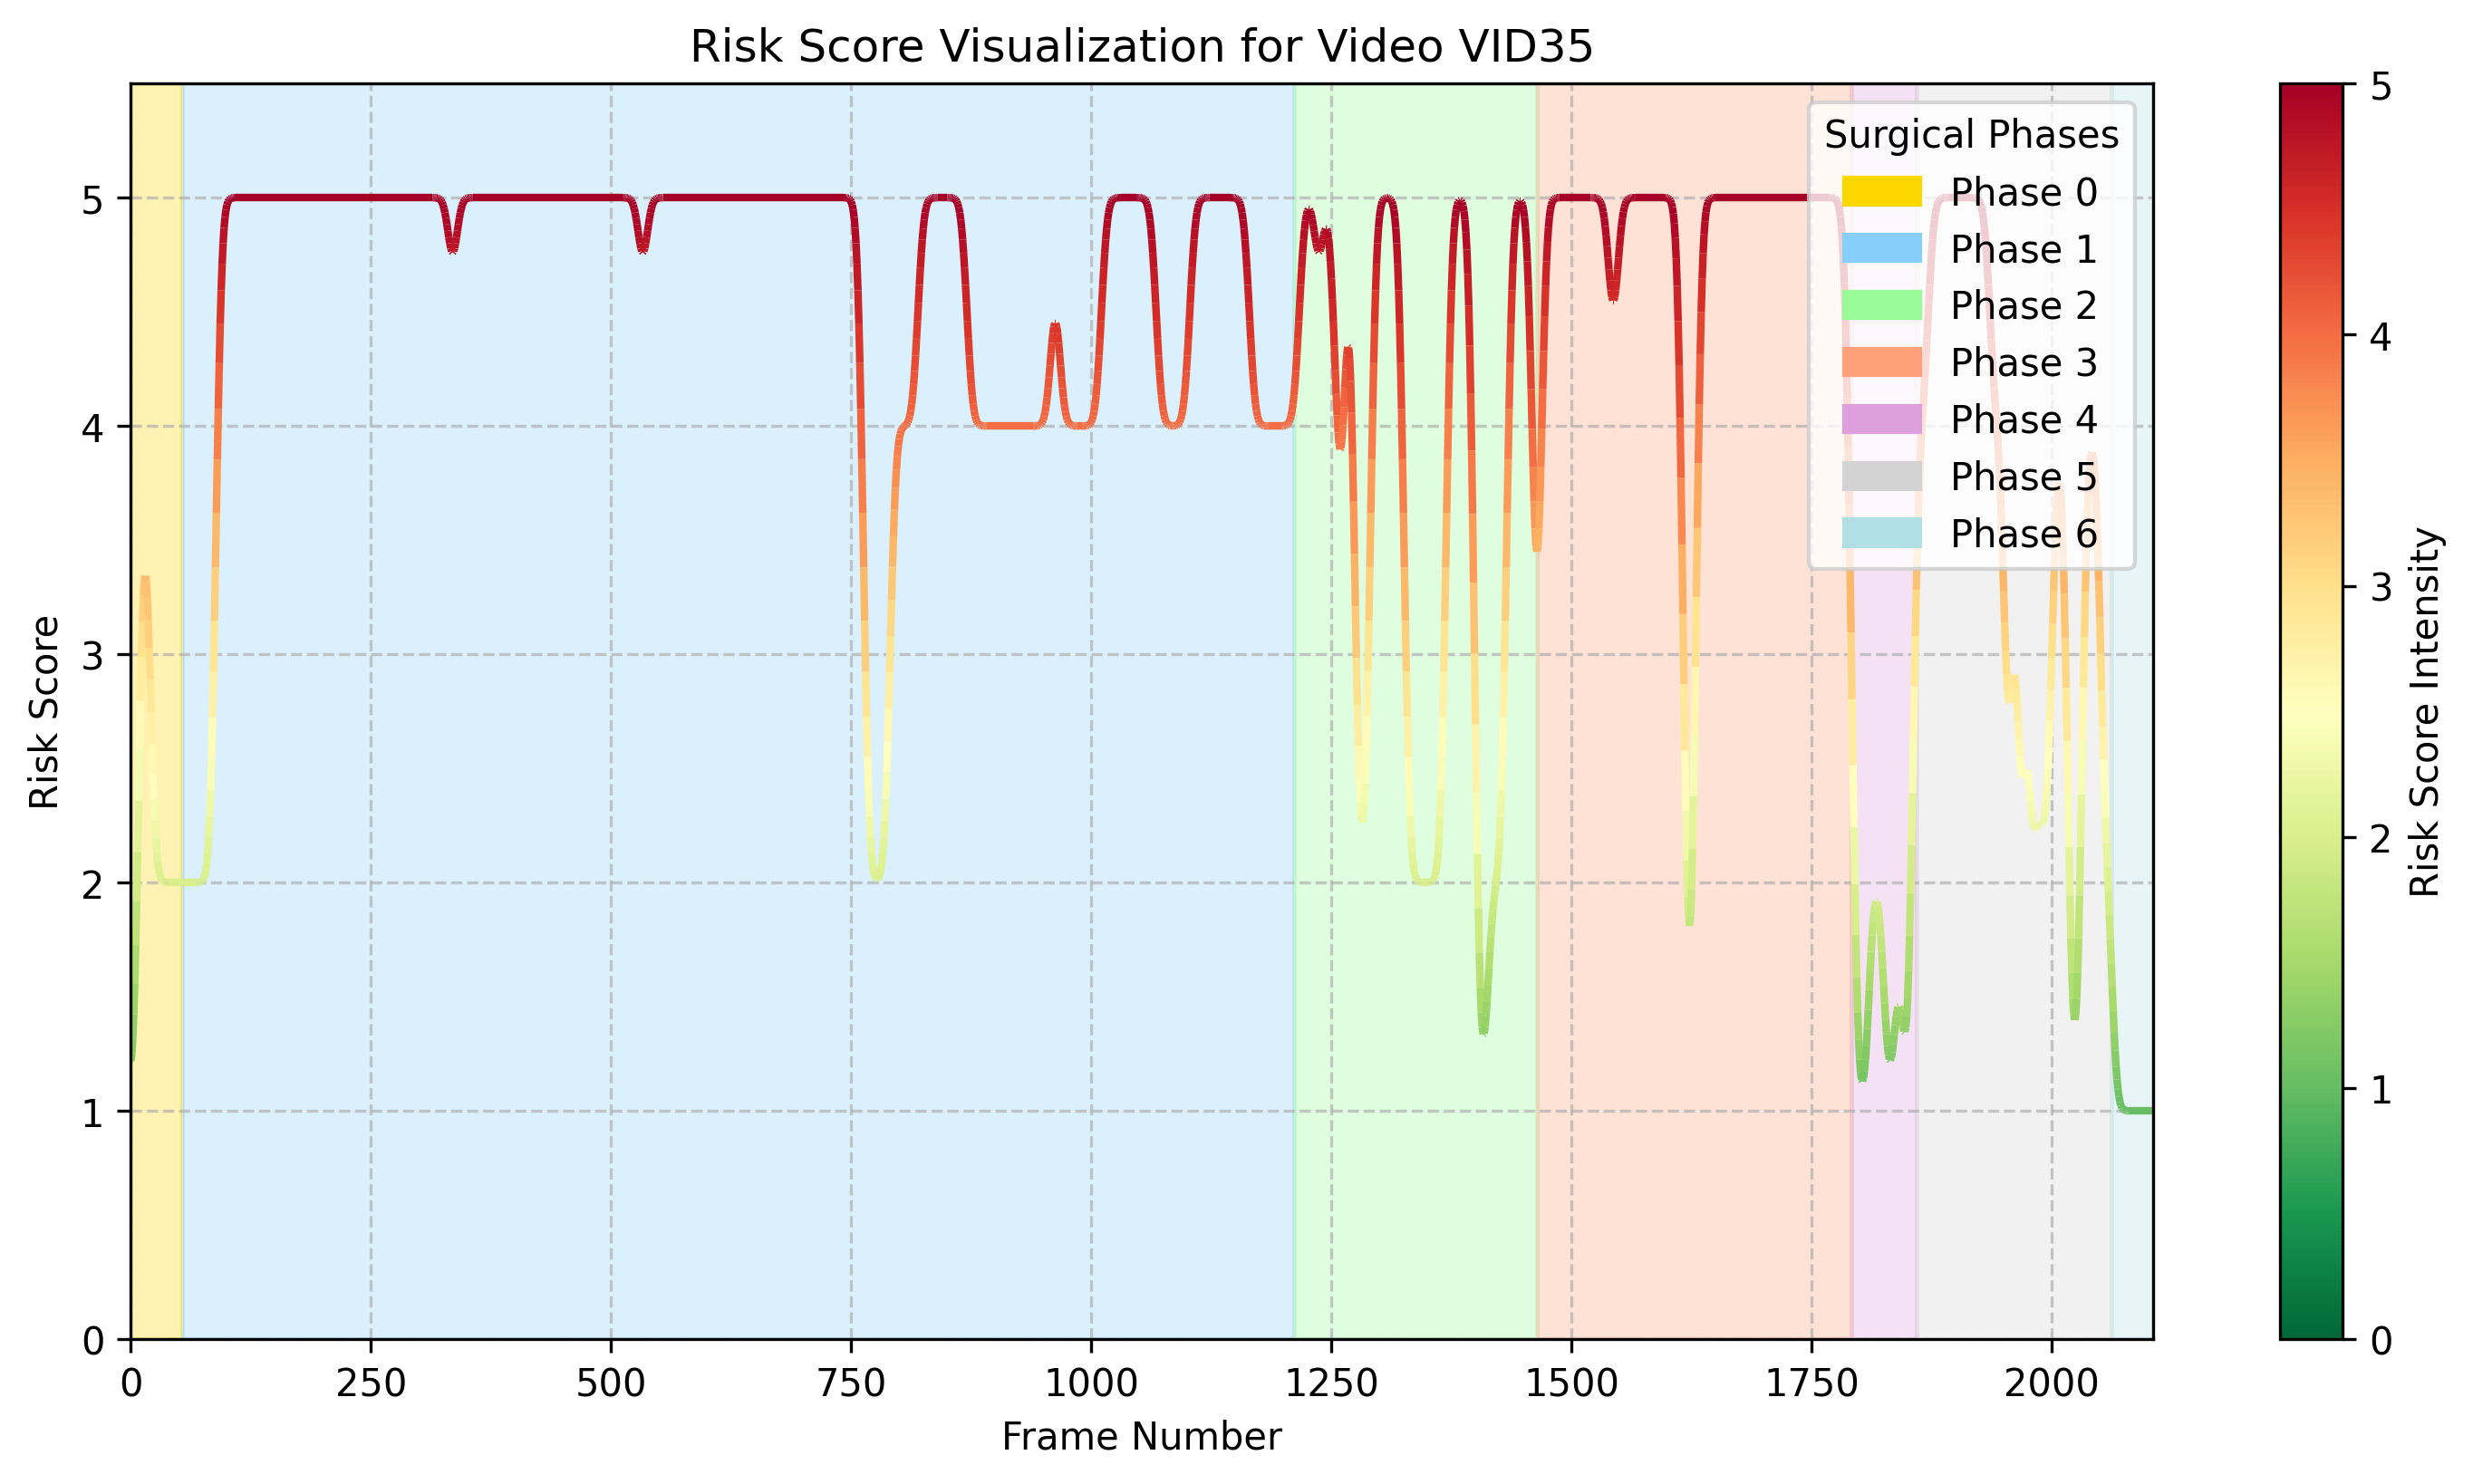 Risk Score Visualization for Video VID35
Risk Score
5
4
3
2
1
0
0 250 500 750 1000 1250 1500 1750 2000
Frame Number
Surgical Phases
Phase 0
Phase 1
Phase 2
Phase 3
Phase 4
Phase 5
Phase 6
5
4
3
2
1
0
Risk Score Intensity